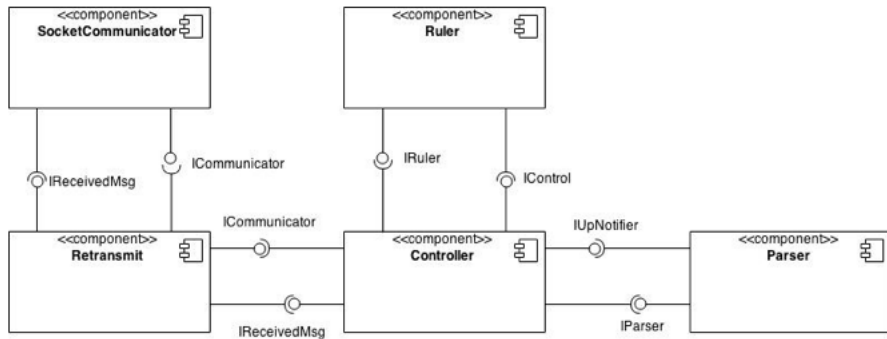 <<component>>
SocketCommunicator
<<component>>
Ruler
IReceivedMsg
ICommunicator
IRuler
IControl
<<component>>
Retransmit
ICommunicator
IReceivedMsg
<<component>>
Controller
IUpNotifier
IParser
<<component>>
Parser